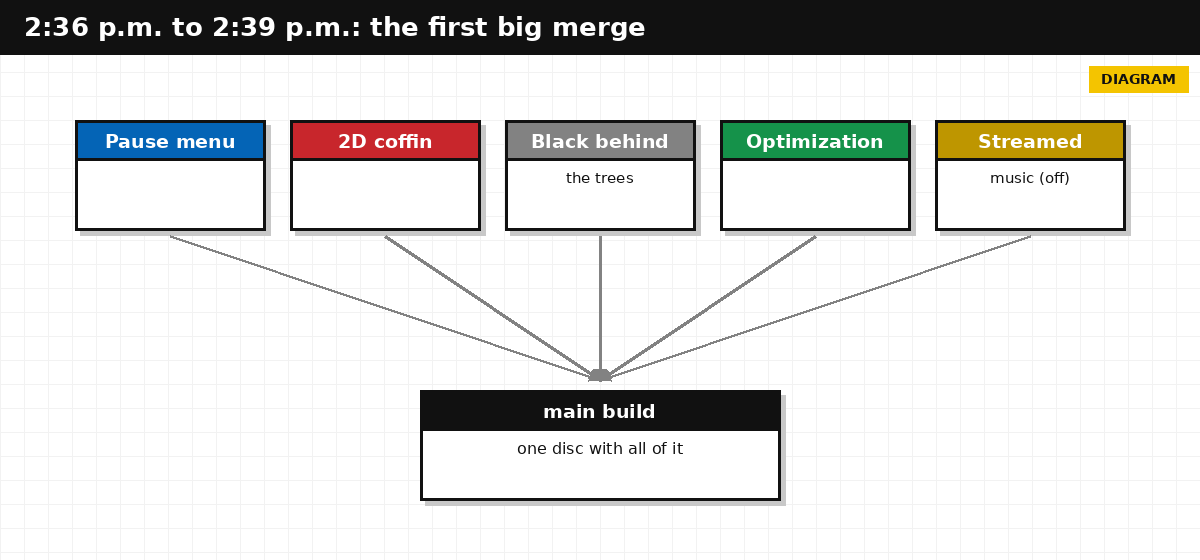 2:36 p.m. to 2:39 p.m.: the first big merge
DIAGRAM
Pause menu
2D coffin
Black behind
the trees
Optimization
Streamed
music (off)
main build
one disc with all of it